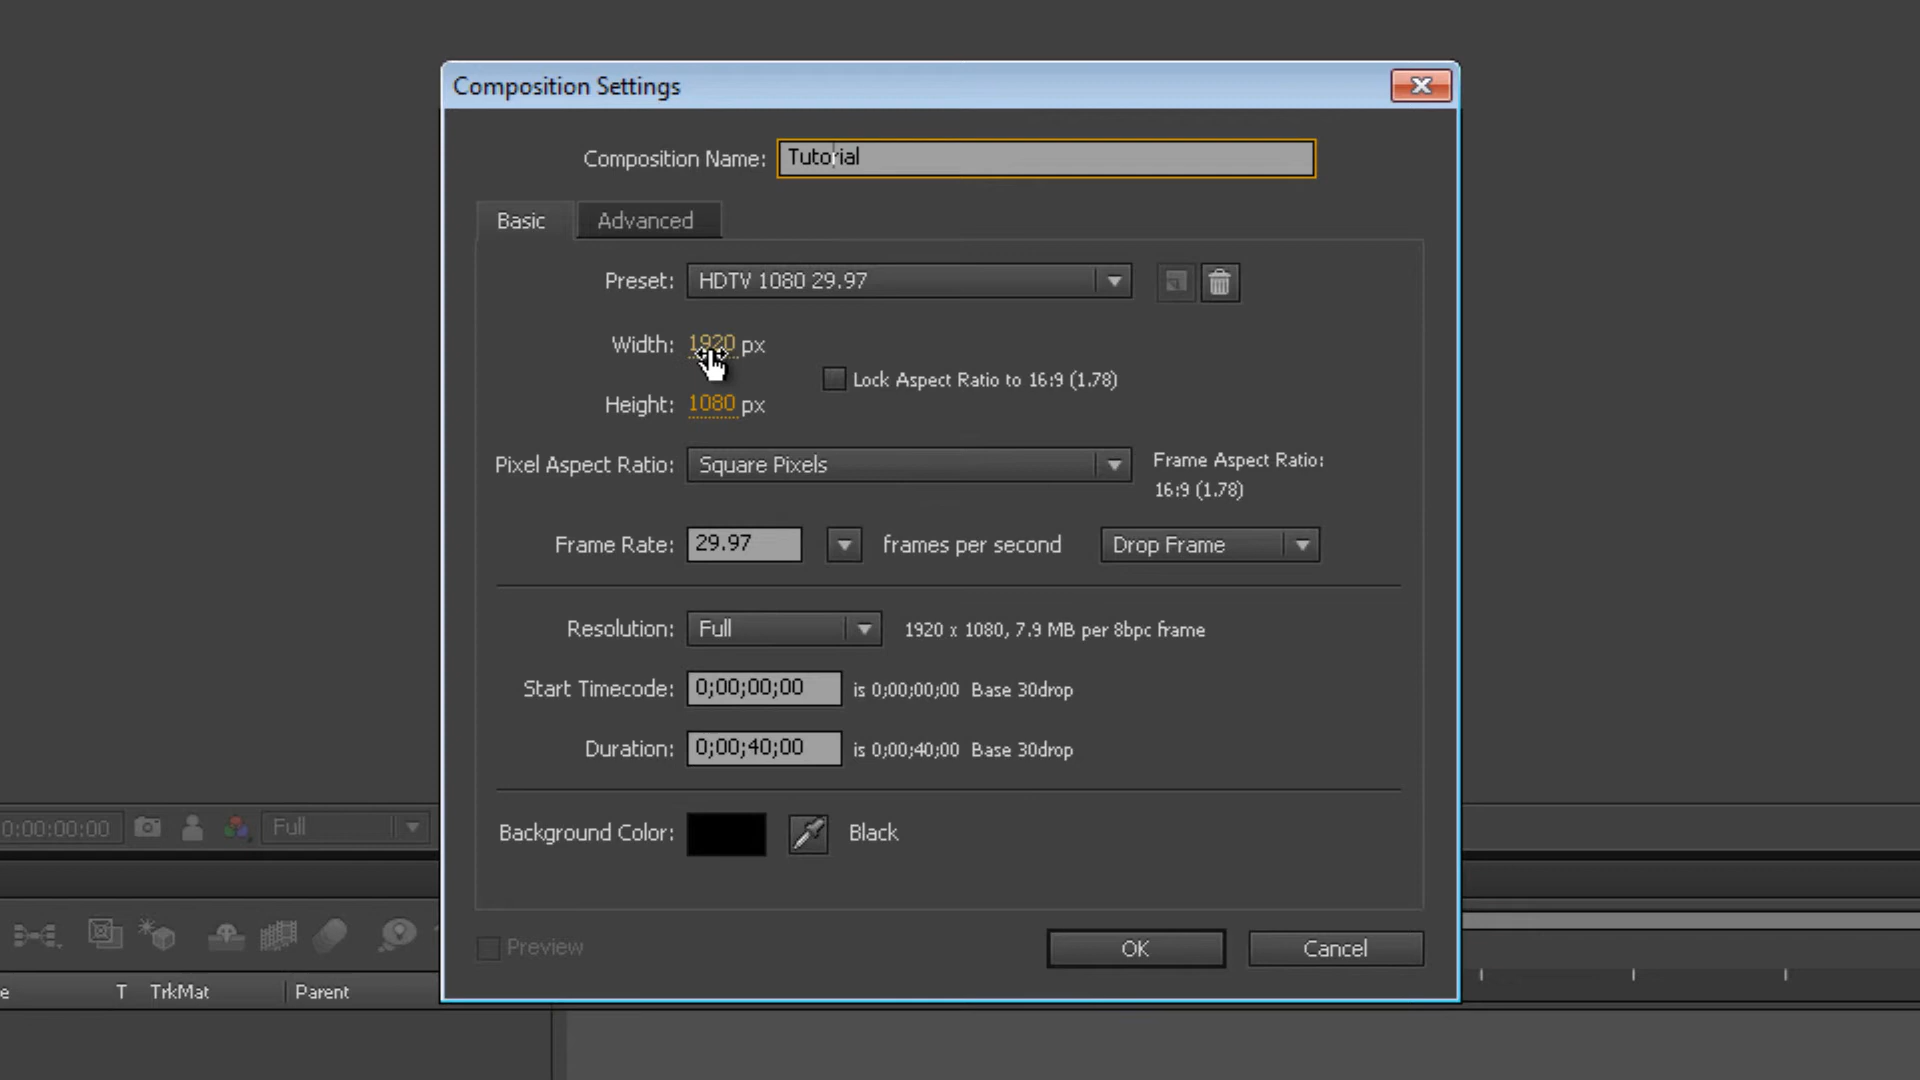 Composition Settings
Composition Name: Tutorial
Basic Advanced
Preset: HDTV 1080 29.97
Width: 1920 px
Lock Aspect Ratio to 16:9 (1.78)
Height: 1080 px
Pixel Aspect Ratio: Square Pixels Frame Aspect Ratio:
16:9 (1.78)
Frame Rate: 29.97 frames per second Drop Frame
Resolution: Full 1920 x 1080, 7.9 MB per 8bpc frame
Start Timecode: 0;00;00;00 is 0;00;00;00 Base 30drop
Duration: 0;00;40;00 is 0;00;40;00 Base 30drop
0:00:00:00 Full
Background Color: Black
Preview OK Cancel
e T TrkMat Parent